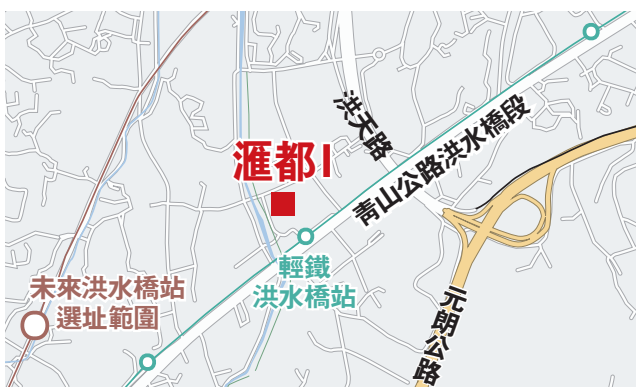 洪天路
青山公路洪水橋段
滙都I
輕鐵
洪水橋站
未來洪水橋站
選址範圍
元朗公路